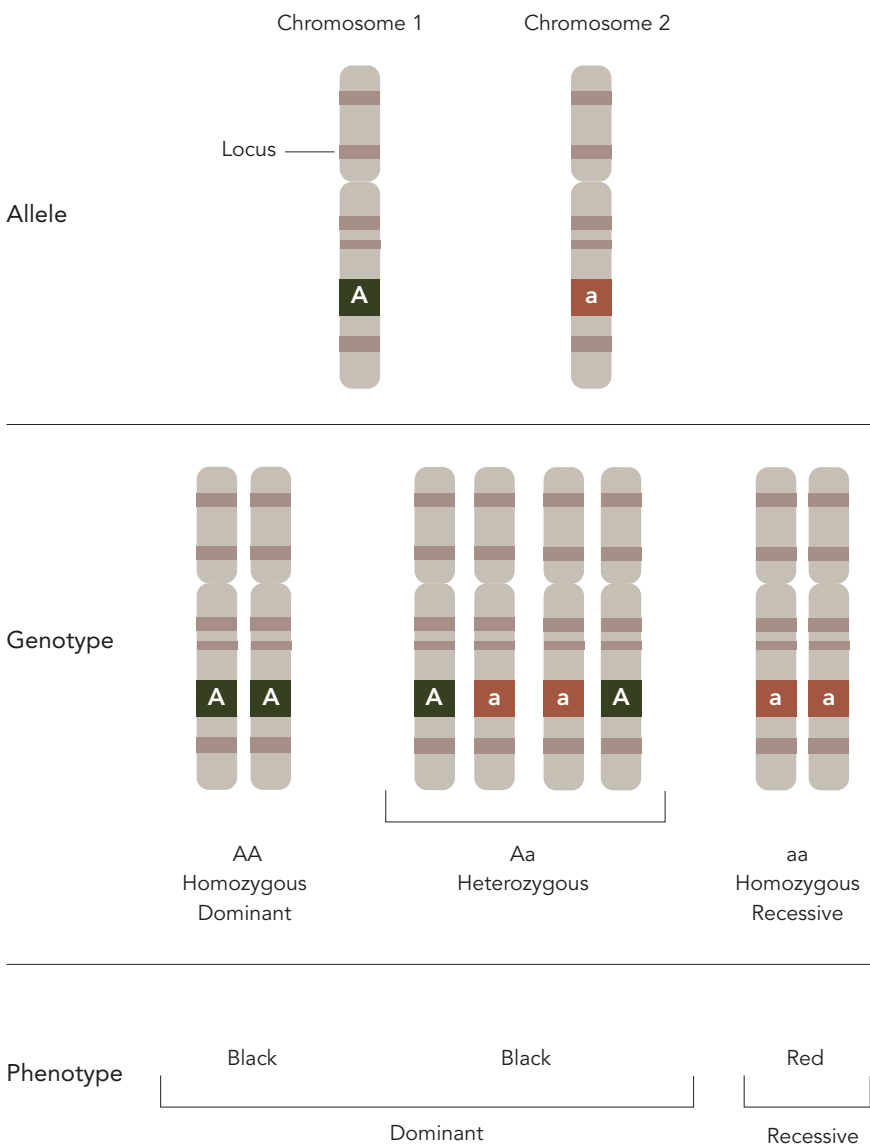 Chromosome 1
Chromosome 2
Locus
Allele
A
a
Genotype
A
A
A
a
a
A
a
a
AA
Homozygous
Dominant
Aa
Heterozygous
aa
Homozygous
Recessive
Phenotype
Black
Black
Red
Dominant
Recessive